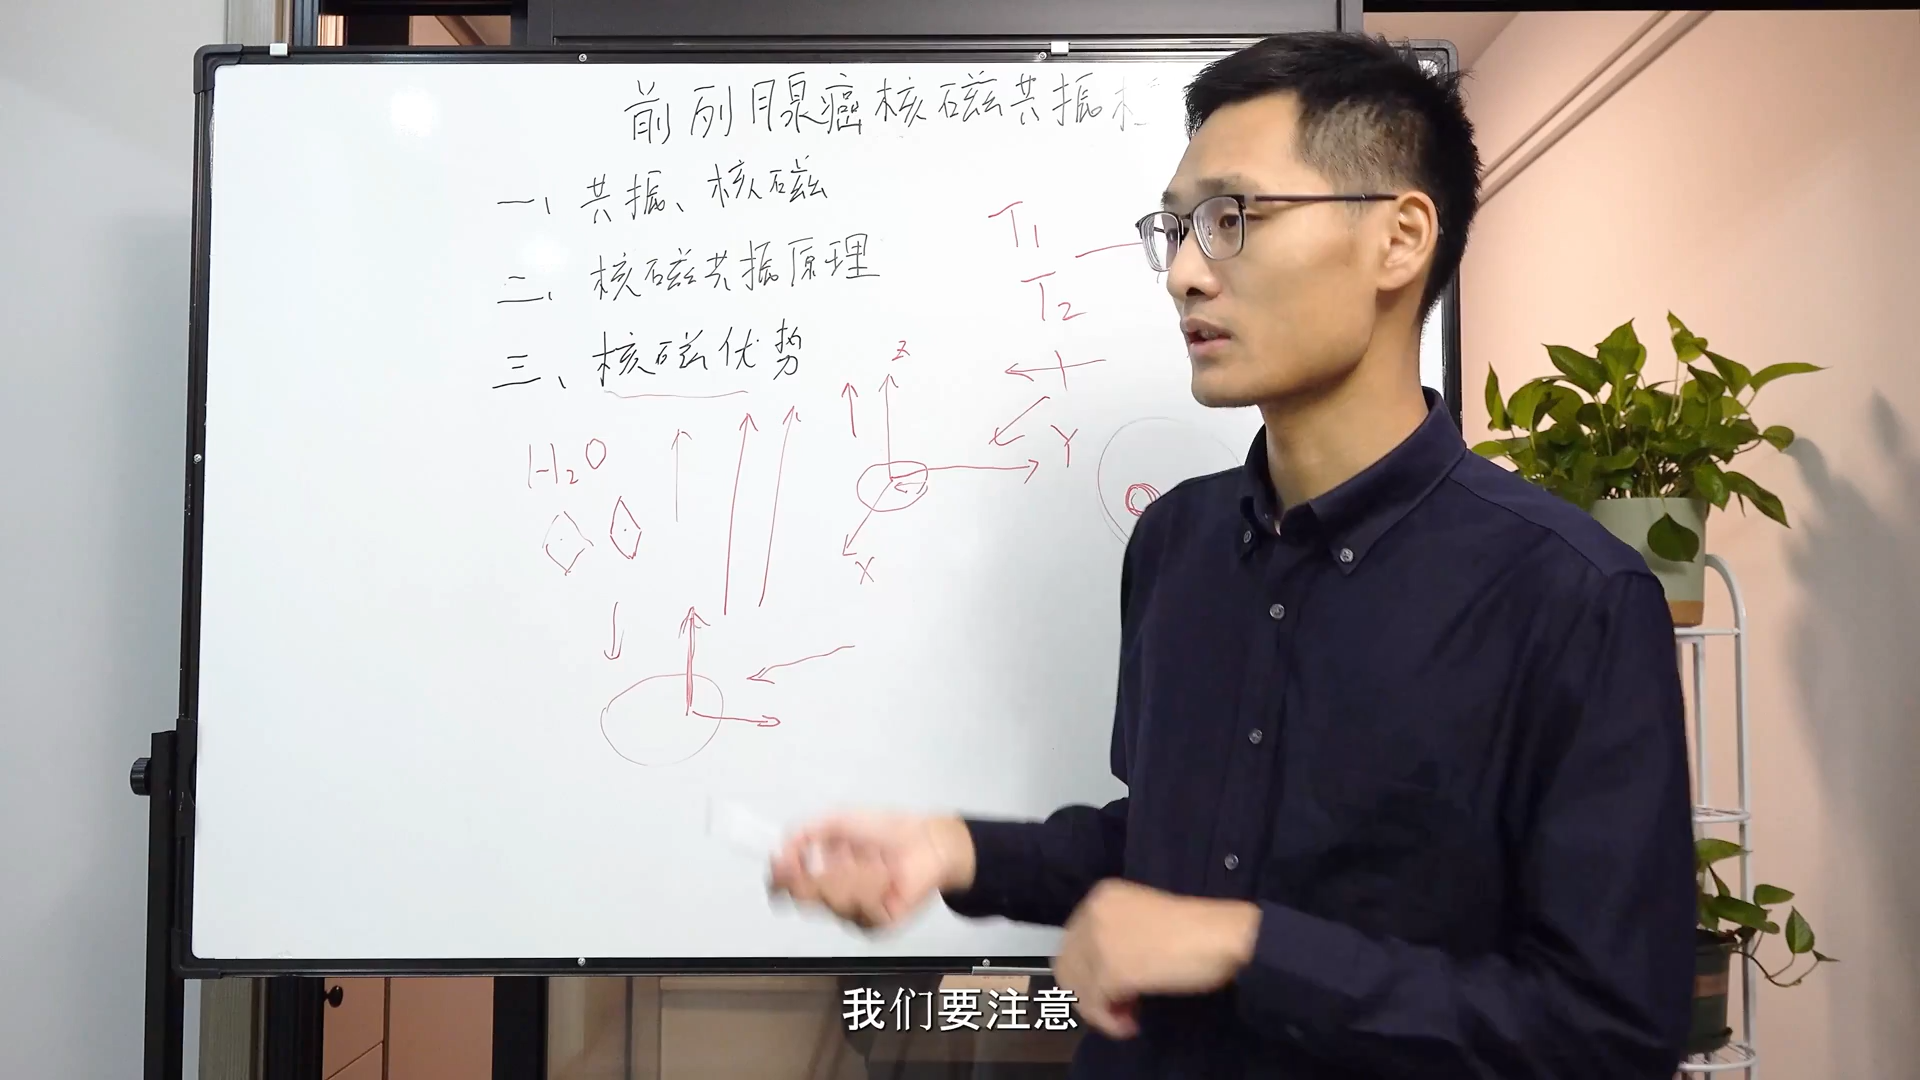 前列腺癌核磁共振检
一、共振、核磁
二、核磁共振原理
三、核磁优势
T1
T2
Z
Y
X
H2O
我们要注意